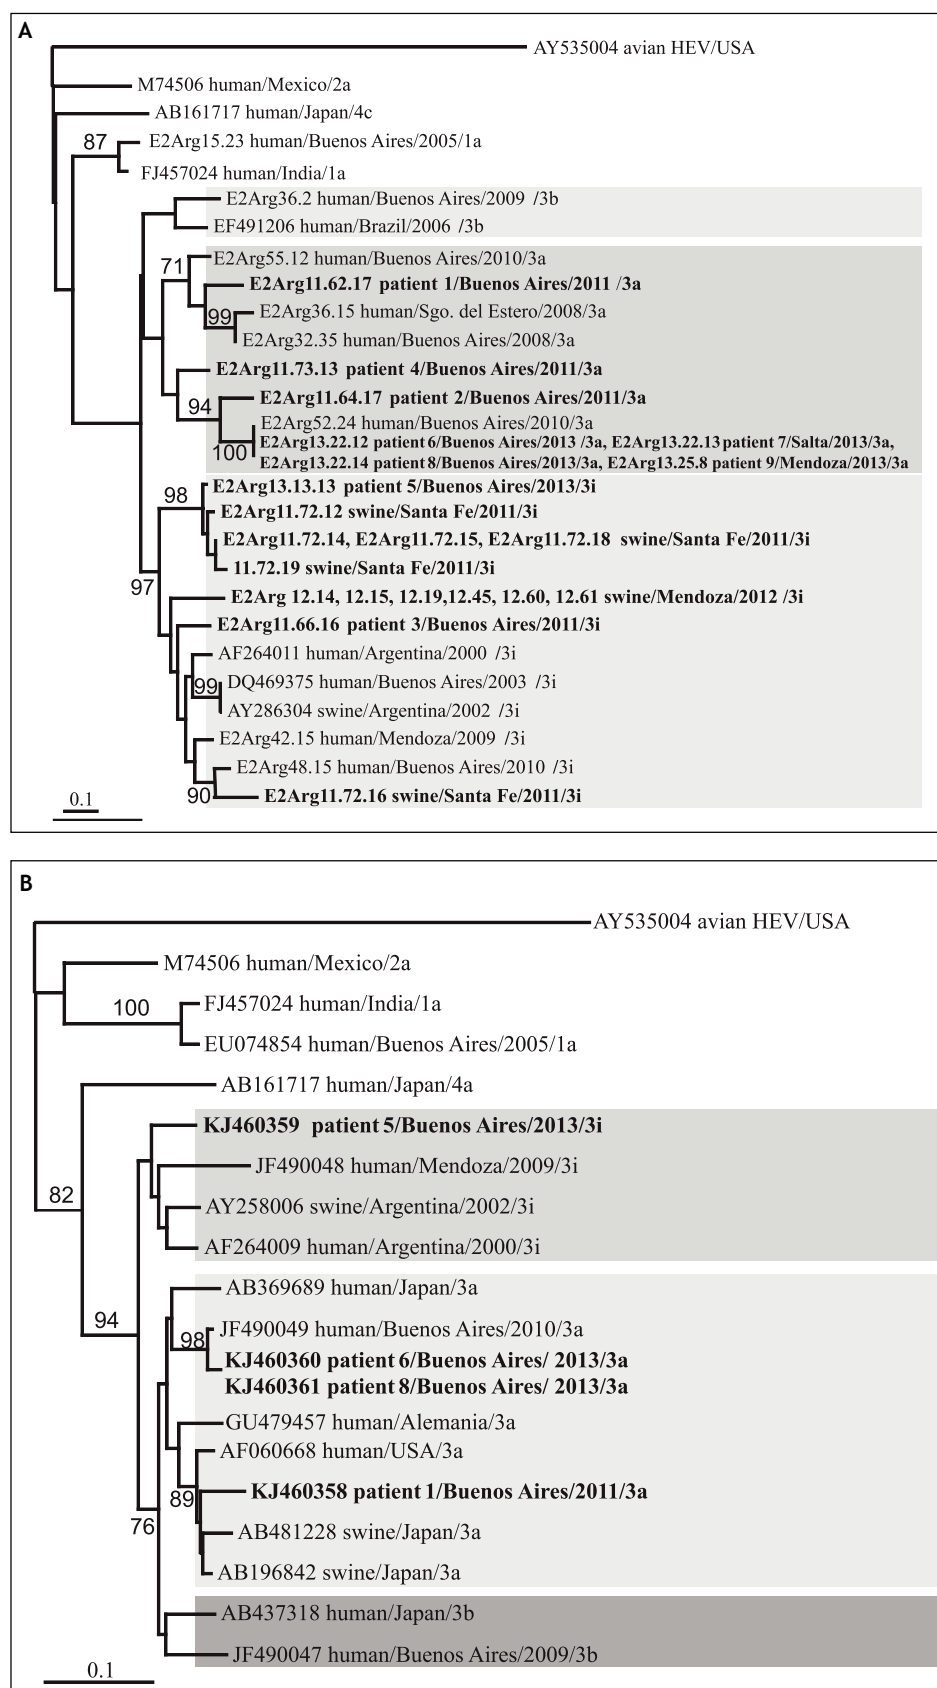 A
AY535004 avian HEV/USA
M74506 human/Mexico/2a
AB161717 human/Japan/4c
87
E2Arg15.23 human/Buenos Aires/2005/1a
FJ457024 human/India/1a
E2Arg36.2 human/Buenos Aires/2009 /3b
EF491206 human/Brazil/2006 /3b
71
E2Arg55.12 human/Buenos Aires/2010/3a
E2Arg11.62.17 patient 1/Buenos Aires/2011 /3a
99
E2Arg36.15 human/Sgo. del Estero/2008/3a
E2Arg32.35 human/Buenos Aires/2008/3a
E2Arg11.73.13 patient 4/Buenos Aires/2011/3a
94
E2Arg11.64.17 patient 2/Buenos Aires/2011/3a
E2Arg52.24 human/Buenos Aires/2010/3a
100
E2Arg13.22.12 patient 6/Buenos Aires/2013 /3a, E2Arg13.22.13 patient 7/Salta/2013/3a,
E2Arg13.22.14 patient 8/Buenos Aires/2013/3a, E2Arg13.25.8 patient 9/Mendoza/2013/3a
98
E2Arg13.13.13 patient 5/Buenos Aires/2013/3i
E2Arg11.72.12 swine/Santa Fe/2011/3i
E2Arg11.72.14, E2Arg11.72.15, E2Arg11.72.18 swine/Santa Fe/2011/3i
11.72.19 swine/Santa Fe/2011/3i
97
E2Arg 12.14, 12.15, 12.19,12.45, 12.60, 12.61 swine/Mendoza/2012 /3i
E2Arg11.66.16 patient 3/Buenos Aires/2011/3i
AF264011 human/Argentina/2000 /3i
99
DQ469375 human/Buenos Aires/2003 /3i
AY286304 swine/Argentina/2002 /3i
E2Arg42.15 human/Mendoza/2009 /3i
E2Arg48.15 human/Buenos Aires/2010 /3i
90
E2Arg11.72.16 swine/Santa Fe/2011/3i
0.1
B
AY535004 avian HEV/USA
M74506 human/Mexico/2a
100
FJ457024 human/India/1a
EU074854 human/Buenos Aires/2005/1a
AB161717 human/Japan/4a
KJ460359 patient 5/Buenos Aires/2013/3i
JF490048 human/Mendoza/2009/3i
82
AY258006 swine/Argentina/2002/3i
AF264009 human/Argentina/2000/3i
AB369689 human/Japan/3a
94
98
JF490049 human/Buenos Aires/2010/3a
KJ460360 patient 6/Buenos Aires/ 2013/3a
KJ460361 patient 8/Buenos Aires/ 2013/3a
GU479457 human/Alemania/3a
AF060668 human/USA/3a
89
KJ460358 patient 1/Buenos Aires/2011/3a
76
AB481228 swine/Japan/3a
AB196842 swine/Japan/3a
AB437318 human/Japan/3b
JF490047 human/Buenos Aires/2009/3b
0.1